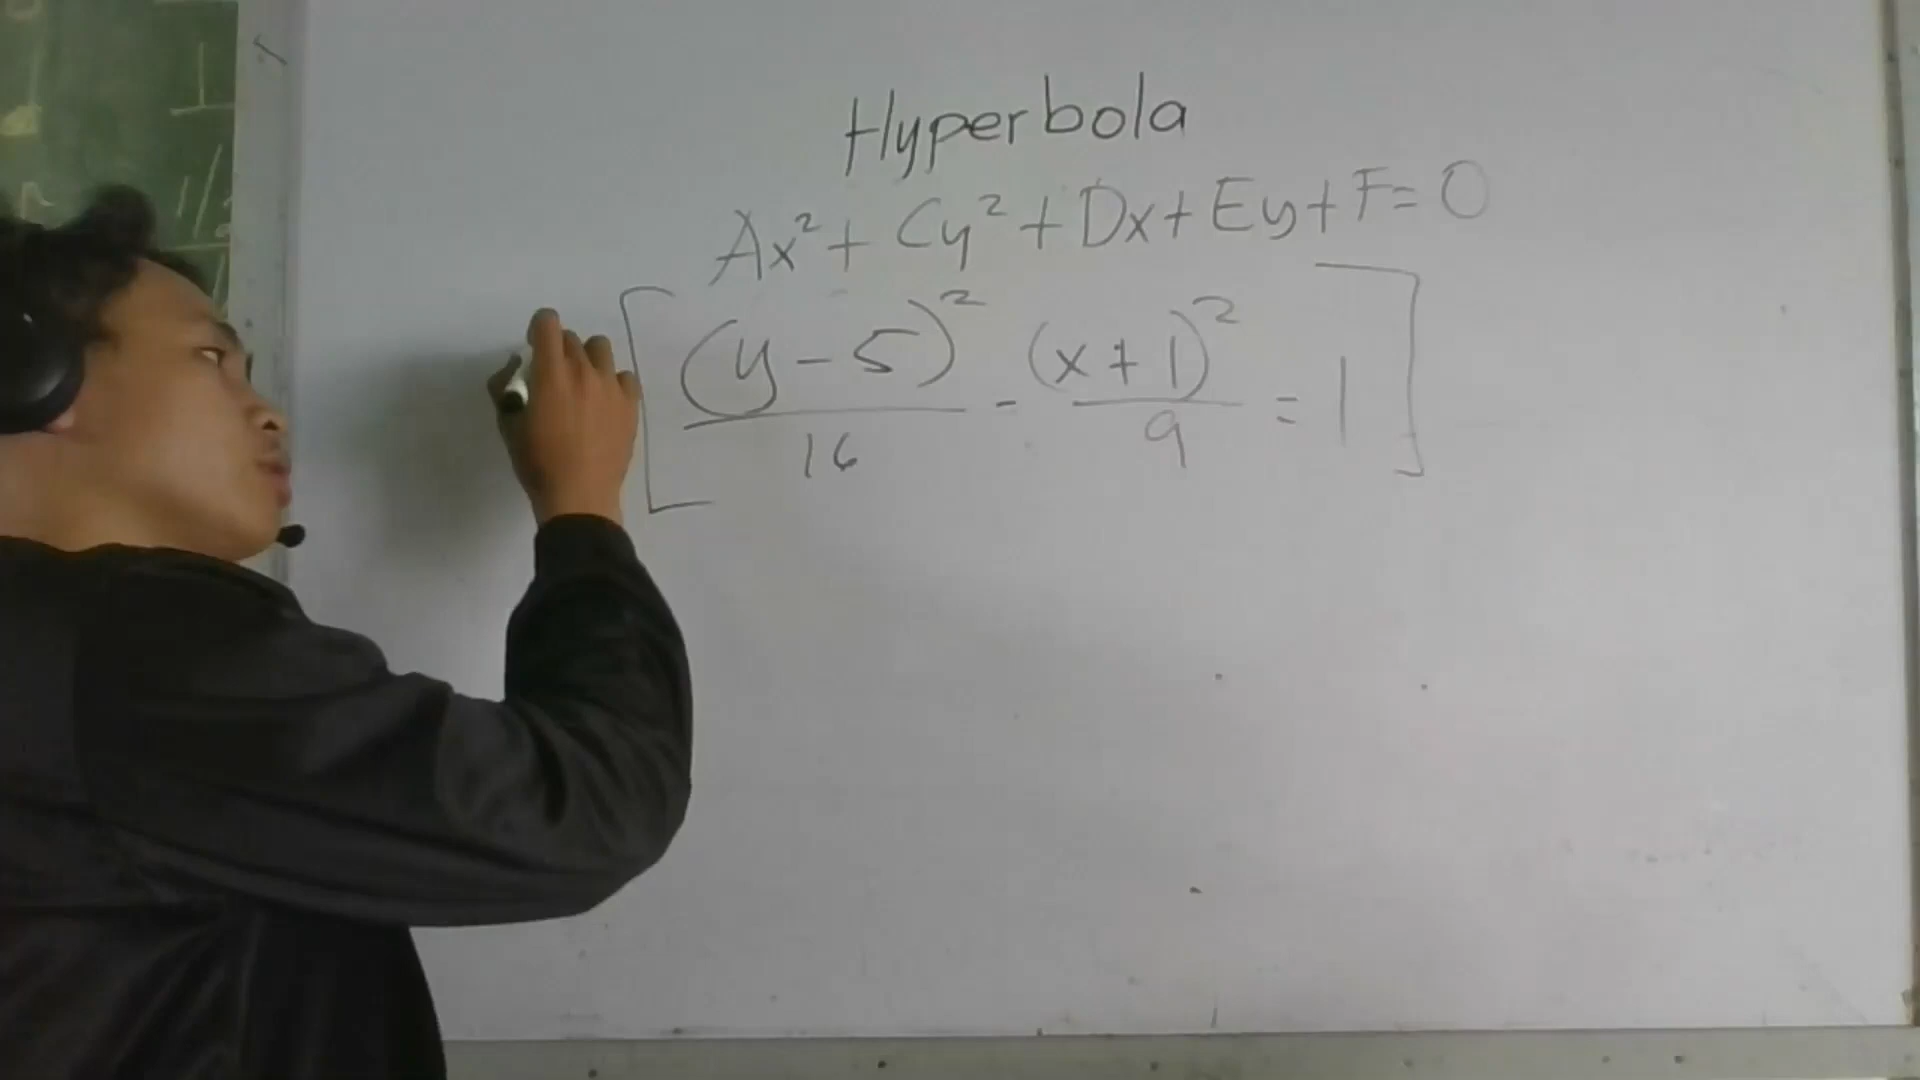 Hyperbola
Ax² + Cy² + Dx + Ey + F = 0
[(y - 5)²/16 - (x + 1)²/9 = 1]